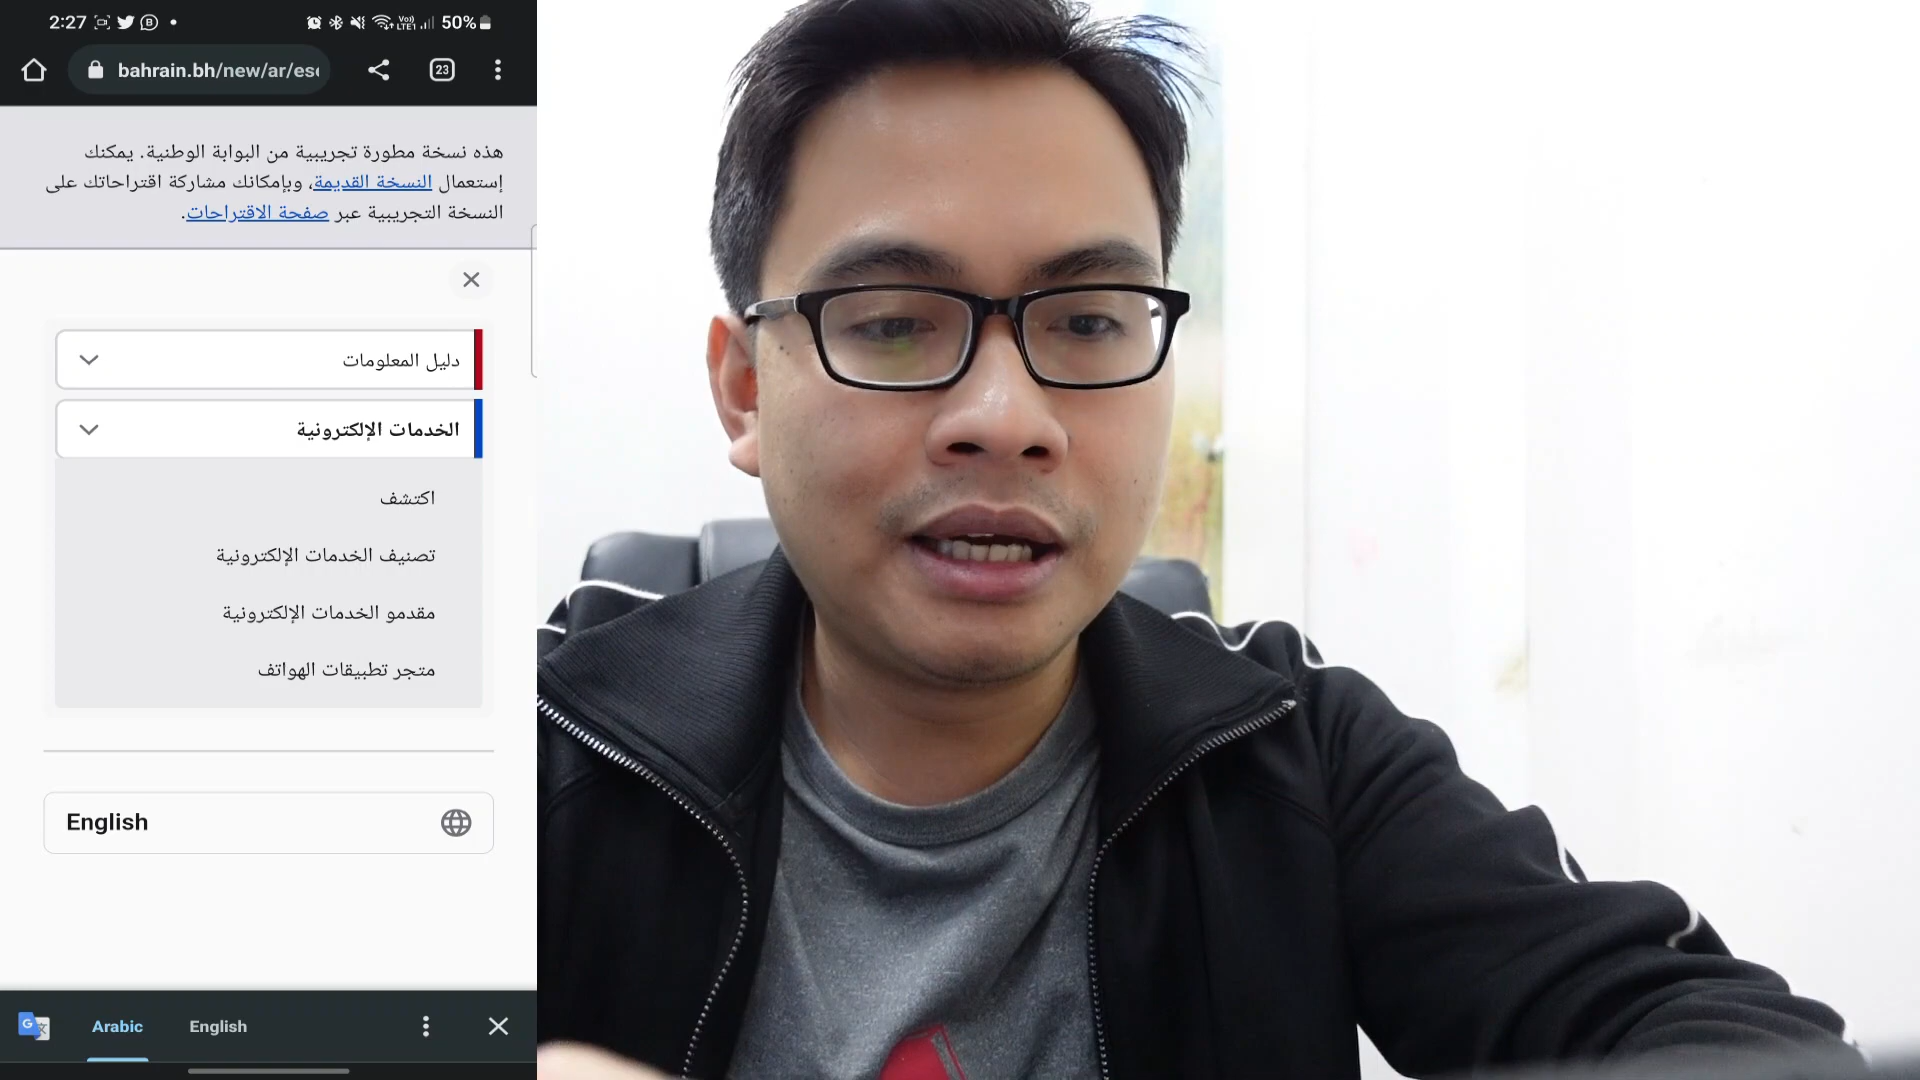 2:27
Vo))
LTE1
50%
bahrain.bh/new/ar/es
23
هذه نسخة مطورة تجريبية من البوابة الوطنية. يمكنك
إستعمال النسخة القديمة، وبإمكانك مشاركة اقتراحاتك على
النسخة التجريبية عبر صفحة الاقتراحات.
دليل المعلومات
الخدمات الإلكترونية
اكتشف
تصنيف الخدمات الإلكترونية
مقدمو الخدمات الإلكترونية
متجر تطبيقات الهواتف
English
Arabic English